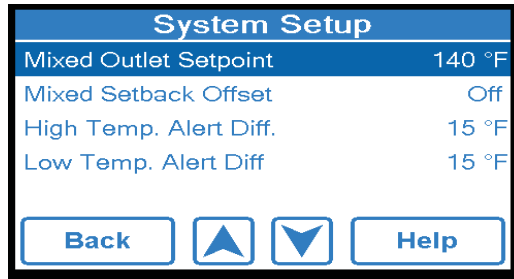 System Setup
Mixed Outlet Setpoint 140 °F
Mixed Setback Offset Off
High Temp. Alert Diff. 15 °F
Low Temp. Alert Diff 15 °F
Back Help